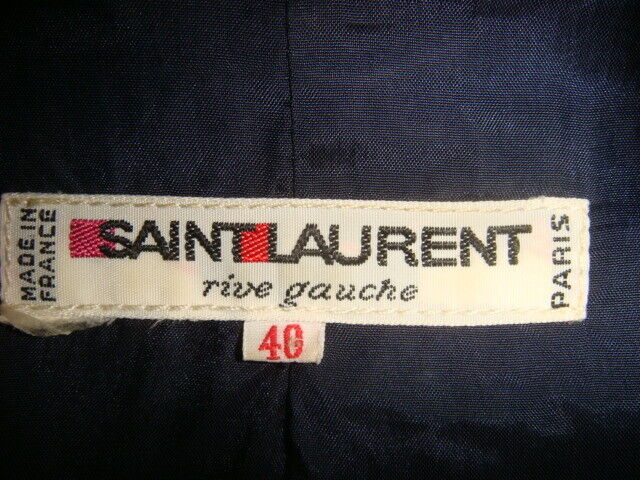 MADE IN
FRANCE
SAINT LAURENT
rive gauche
PARIS
40